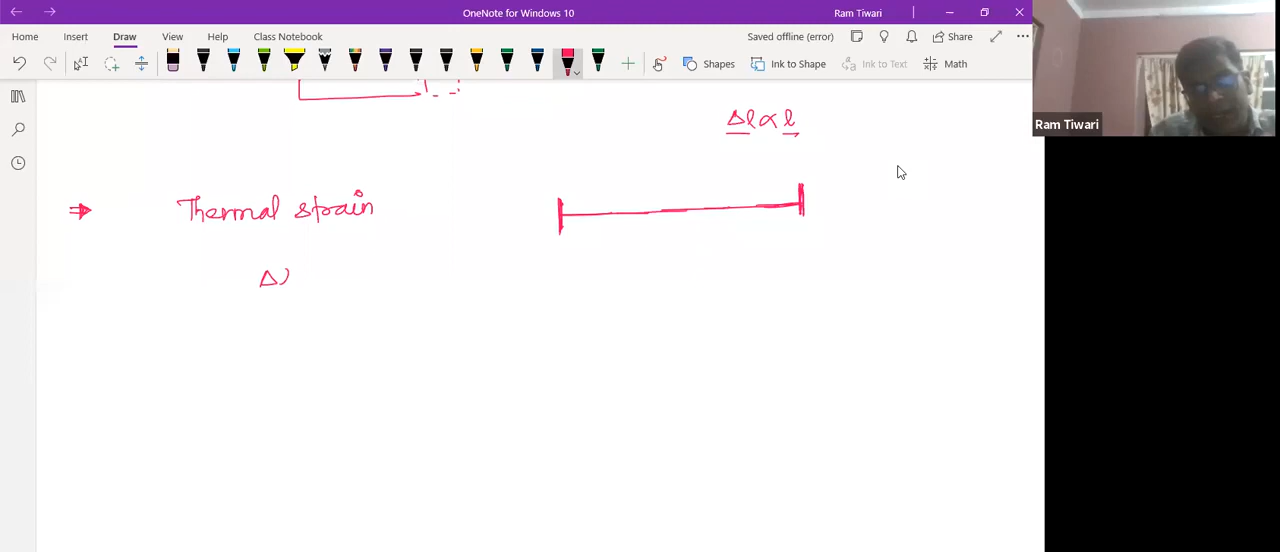 OneNote for Windows 10
Ram Tiwari
Home Insert Draw View Help Class Notebook
Saved offline (error) Share
Shapes Ink to Shape Ink to Text Math
Δl ∝ l
Ram Tiwari
⇒ Thermal strain
Δ